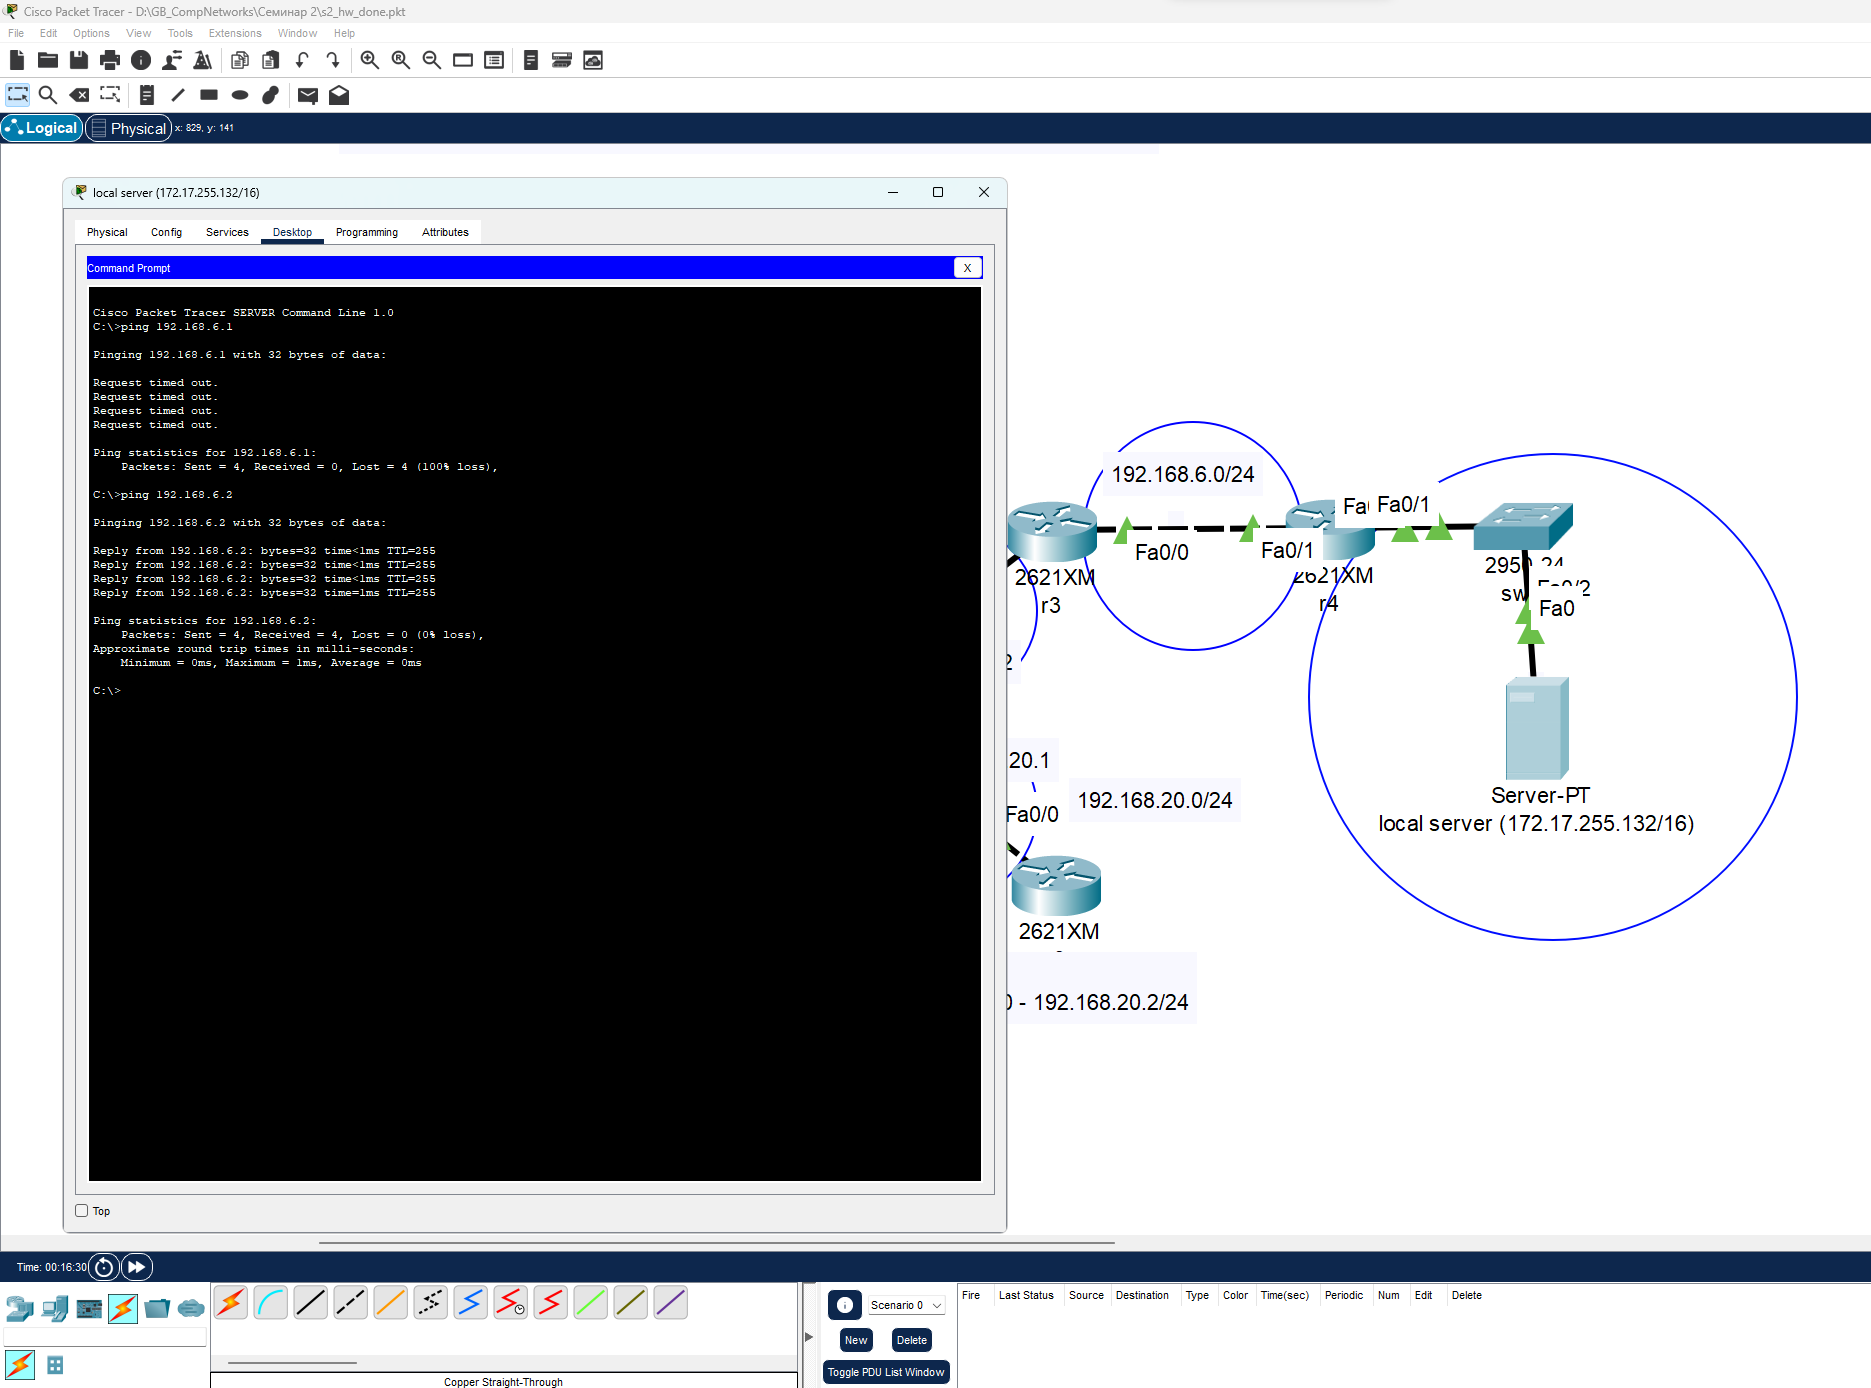 Cisco Packet Tracer - D:\GB_CompNetworks\Семинар 2\s2_hw_done.pkt
File Edit Options View Tools Extensions Window Help
Logical Physical x: 829, y: 141
local server (172.17.255.132/16)
Physical Config Services Desktop Programming Attributes
Command Prompt X
Cisco Packet Tracer SERVER Command Line 1.0
C:\>ping 192.168.6.1
Pinging 192.168.6.1 with 32 bytes of data:
Request timed out.
Request timed out.
Request timed out.
Request timed out.
Ping statistics for 192.168.6.1:
Packets: Sent = 4, Received = 0, Lost = 4 (100% loss),
C:\>ping 192.168.6.2
Pinging 192.168.6.2 with 32 bytes of data:
Reply from 192.168.6.2: bytes=32 time<1ms TTL=255
Reply from 192.168.6.2: bytes=32 time<1ms TTL=255
Reply from 192.168.6.2: bytes=32 time<1ms TTL=255
Reply from 192.168.6.2: bytes=32 time=1ms TTL=255
Ping statistics for 192.168.6.2:
Packets: Sent = 4, Received = 4, Lost = 0 (0% loss),
Approximate round trip times in milli-seconds:
Minimum = 0ms, Maximum = 1ms, Average = 0ms
C:\>
Top
192.168.6.0/24
Fa0/0
Fa0/1
Fa0/1
2621XM
r3
2621XM
r4
Fa0
Server-PT
local server (172.17.255.132/16)
20.1
192.168.20.0/24
Fa0/0
2621XM
- 192.168.20.2/24
Time: 00:16:30
Copper Straight-Through
Scenario 0
New Delete
Toggle PDU List Window
Fire Last Status Source Destination Type Color Time(sec) Periodic Num Edit Delete